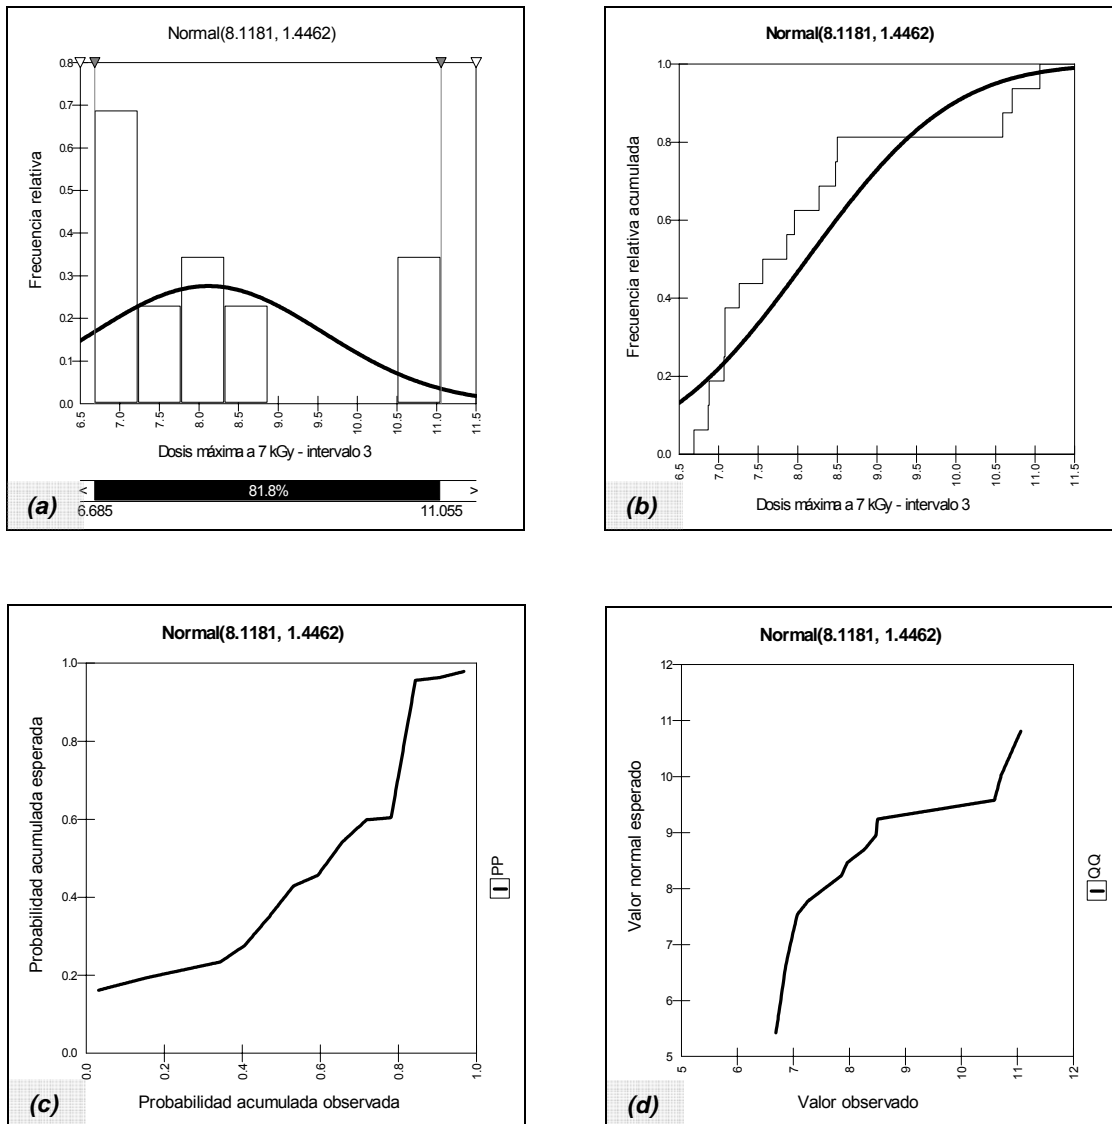 Normal(8.1181, 1.4462)
Frecuencia relativa
0.8
0.7
0.6
0.5
0.4
0.3
0.2
0.1
0.0
6.5 7.0 7.5 8.0 8.5 9.0 9.5 10.0 10.5 11.0 11.5
Dosis máxima a 7 kGy - intervalo 3
< 81.8% >
(a) 6.685 11.055
Normal(8.1181, 1.4462)
Frecuencia relativa acumulada
1.0
0.8
0.6
0.4
0.2
0.0
6.5 7.0 7.5 8.0 8.5 9.0 9.5 10.0 10.5 11.0 11.5
Dosis máxima a 7 kGy - intervalo 3
(b)
Normal(8.1181, 1.4462)
Probabilidad acumulada esperada
1.0
0.8
0.6
0.4
0.2
0.0
0.0 0.2 0.4 0.6 0.8 1.0
PP
Probabilidad acumulada observada
(c)
Normal(8.1181, 1.4462)
Valor normal esperado
12
11
10
9
8
7
6
5
5 6 7 8 9 10 11 12
QQ
Valor observado
(d)